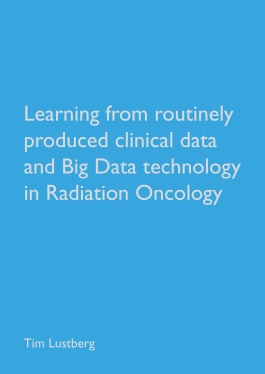 Learning from routinely
produced clinical data
and Big Data technology
in Radiation Oncology
Tim Lustberg